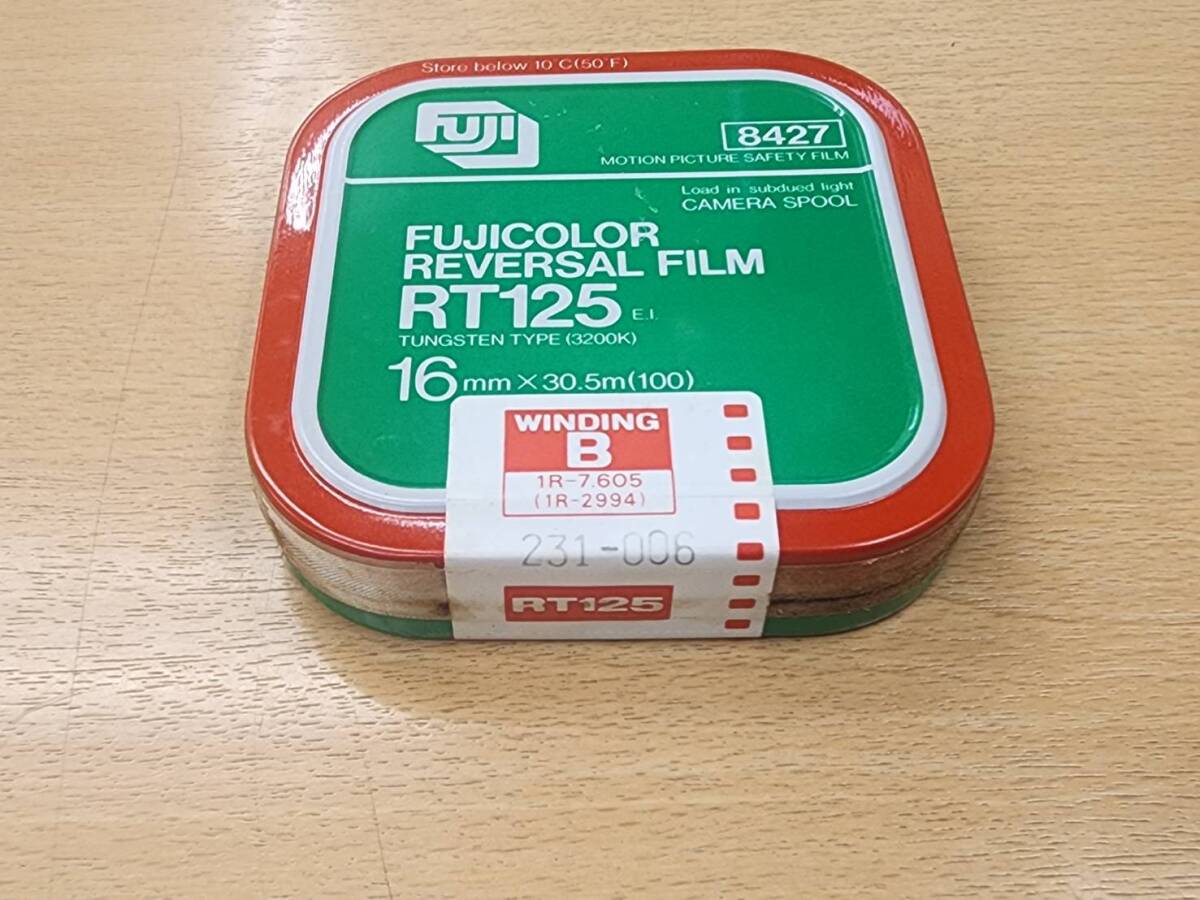 Store below 10°C(50°F)
FUJI
8427
MOTION PICTURE SAFETY FILM
Load in subdued light
CAMERA SPOOL
FUJICOLOR
REVERSAL FILM
RT125 E.I.
TUNGSTEN TYPE (3200K)
16mm×30.5m(100)
WINDING
B
1R-7.605
(1R-2994)
231-006
RT125